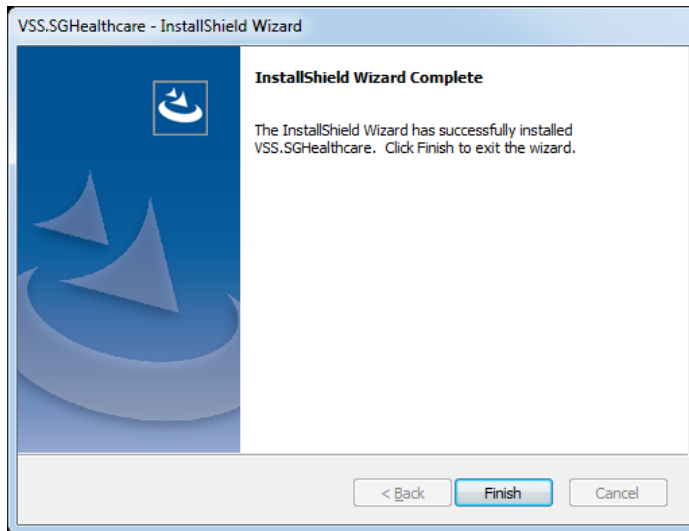 VSS.SGHealthcare - InstallShield Wizard
InstallShield Wizard Complete
The InstallShield Wizard has successfully installed
VSS.SGHealthcare. Click Finish to exit the wizard.
< Back Finish Cancel